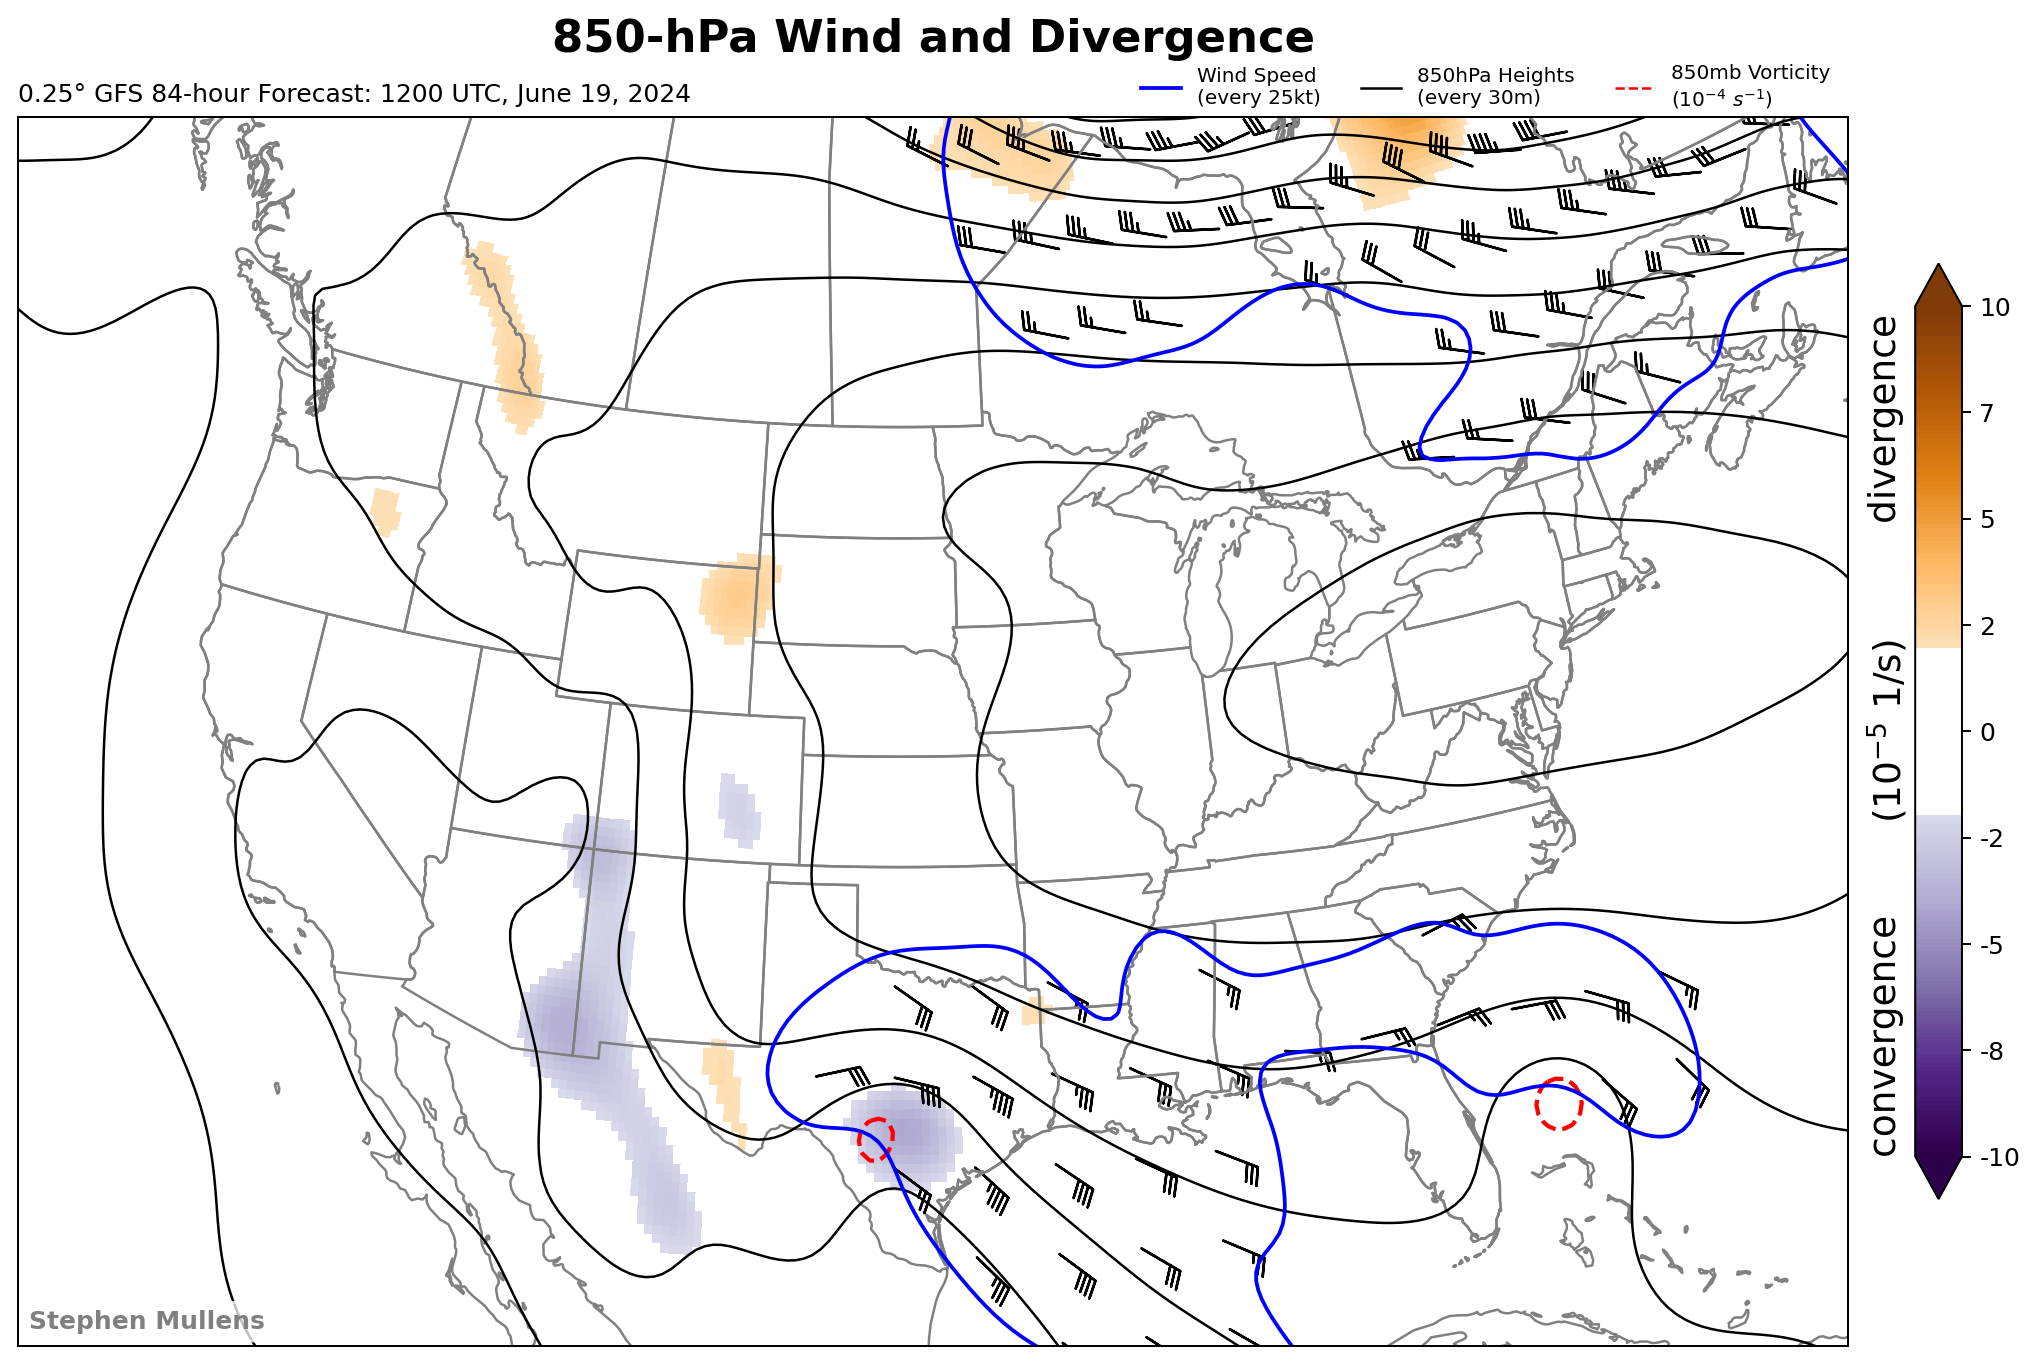 850-hPa Wind and Divergence
0.25° GFS 84-hour Forecast: 1200 UTC, June 19, 2024
Wind Speed
(every 25kt)
850hPa Heights
(every 30m)
850mb Vorticity
(10⁻⁴ s⁻¹)
10
7
5
2
0
-2
-5
-8
-10
convergence (10⁻⁵ 1/s) divergence
Stephen Mullens